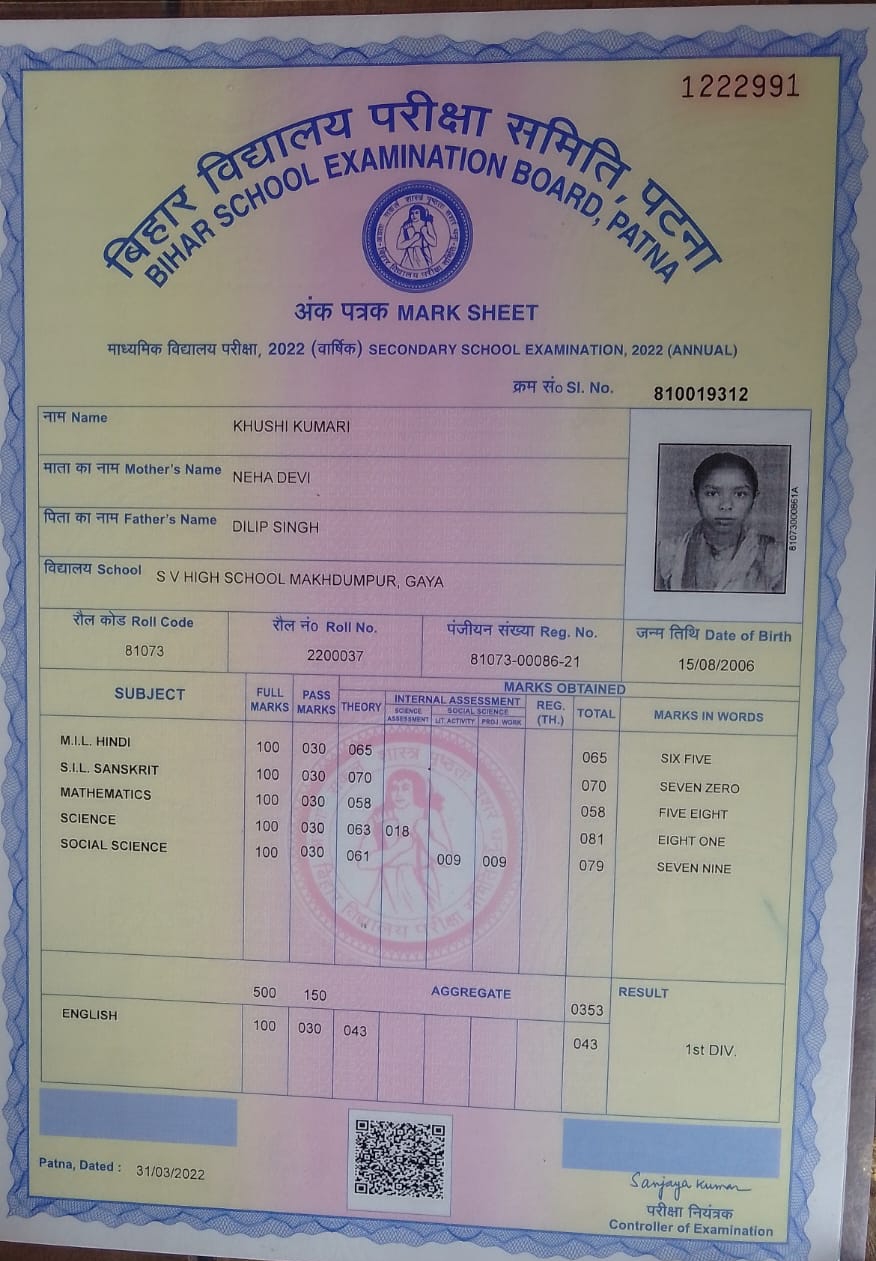 1222991
बिहार विद्यालय परीक्षा समिति, पटना
BIHAR SCHOOL EXAMINATION BOARD, PATNA
अंक पत्रक MARK SHEET
माध्यमिक विद्यालय परीक्षा, 2022 (वार्षिक) SECONDARY SCHOOL EXAMINATION, 2022 (ANNUAL)
क्रम सं० Sl. No. 810019312
नाम Name KHUSHI KUMARI
माता का नाम Mother's Name NEHA DEVI
पिता का नाम Father's Name DILIP SINGH
विद्यालय School S V HIGH SCHOOL MAKHDUMPUR, GAYA
81073000861A
रौल कोड Roll Code रौल नं० Roll No. पंजीयन संख्या Reg. No. जन्म तिथि Date of Birth
81073 2200037 81073-00086-21 15/08/2006
SUBJECT FULL MARKS PASS MARKS THEORY MARKS OBTAINED
INTERNAL ASSESSMENT REG. (TH.) TOTAL MARKS IN WORDS
SCIENCE ASSESSMENT SOCIAL SCIENCE LIT. ACTIVITY PROJ. WORK
M.I.L. HINDI 100 030 065 065 SIX FIVE
S.I.L. SANSKRIT 100 030 070 070 SEVEN ZERO
MATHEMATICS 100 030 058 058 FIVE EIGHT
SCIENCE 100 030 063 018 081 EIGHT ONE
SOCIAL SCIENCE 100 030 061 009 009 079 SEVEN NINE
500 150 AGGREGATE 0353 RESULT
ENGLISH 100 030 043 043 1st DIV.
Patna, Dated : 31/03/2022
Sanjaya Kumar
परीक्षा नियंत्रक
Controller of Examination